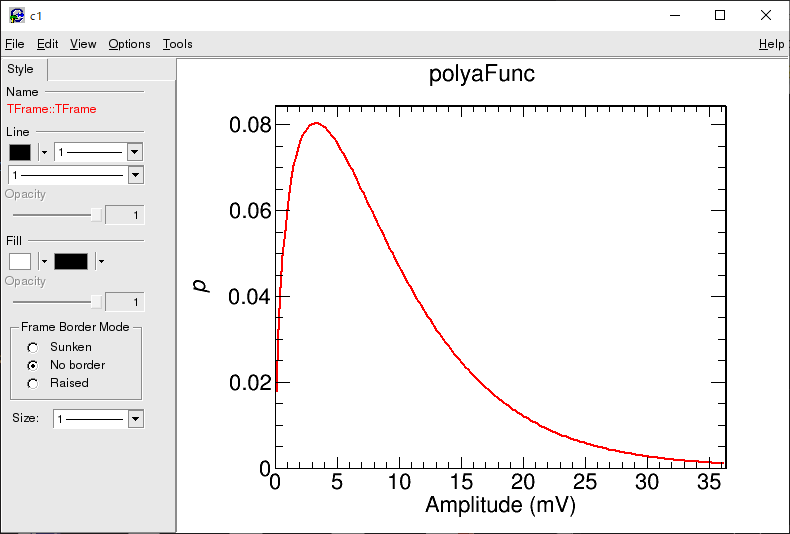 c1
File Edit View Options Tools Help
Style
Name
TFrame::TFrame
Line
1
1
Opacity
1
Fill
Opacity
1
Frame Border Mode
Sunken
No border
Raised
Size: 1
polyaFunc
0.08
0.06
0.04
0.02
0
p
0 5 10 15 20 25 30 35
Amplitude (mV)